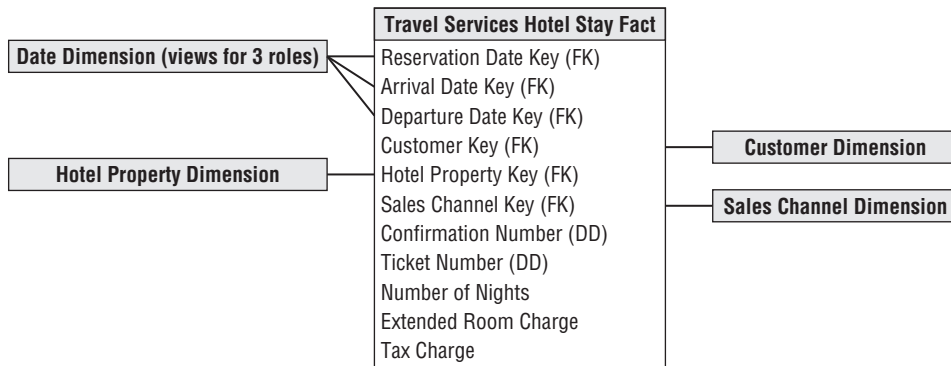 Travel Services Hotel Stay Fact
Date Dimension (views for 3 roles)
Reservation Date Key (FK)
Arrival Date Key (FK)
Departure Date Key (FK)
Customer Key (FK)
Customer Dimension
Hotel Property Dimension
Hotel Property Key (FK)
Sales Channel Key (FK)
Sales Channel Dimension
Confirmation Number (DD)
Ticket Number (DD)
Number of Nights
Extended Room Charge
Tax Charge